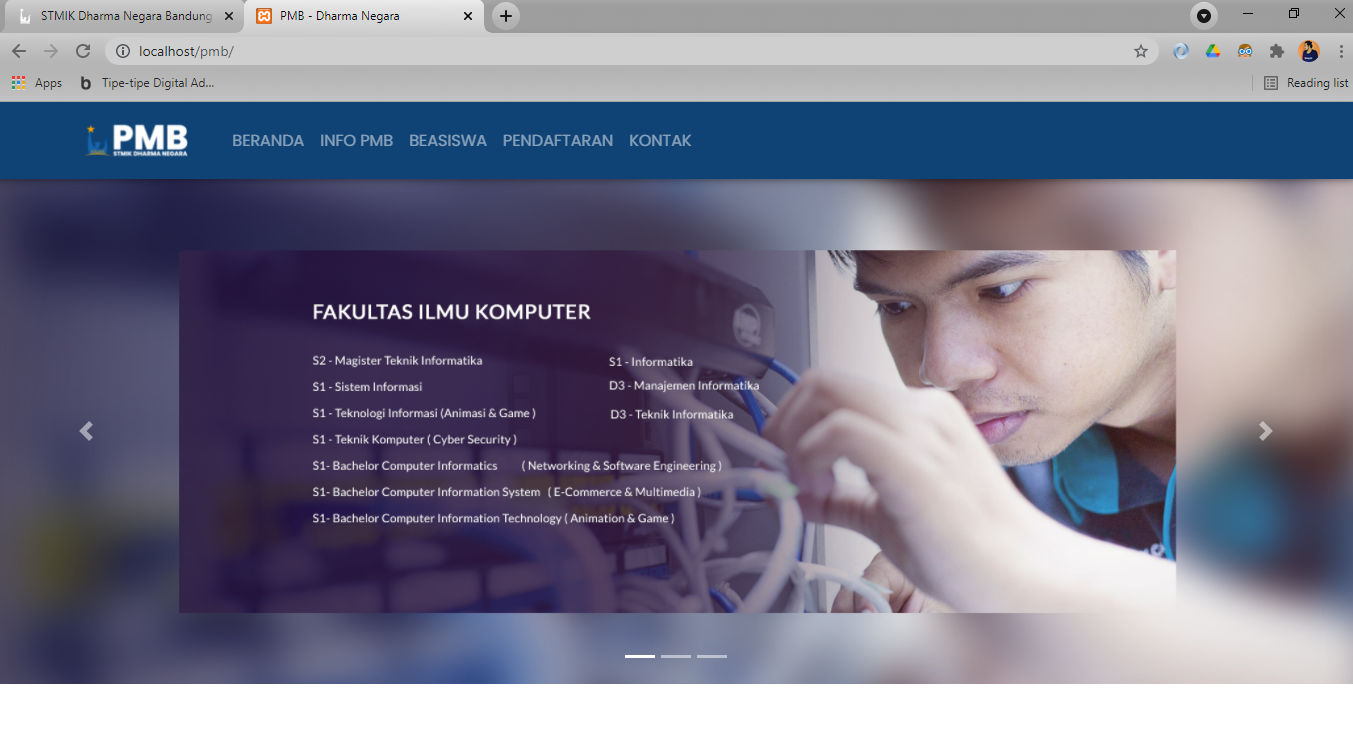 STMIK Dharma Negara Bandung
PMB - Dharma Negara
localhost/pmb/
Apps
Tipe-tipe Digital Ad...
Reading list
PMB
STMIK DHARMA NEGARA
BERANDA INFO PMB BEASISWA PENDAFTARAN KONTAK
FAKULTAS ILMU KOMPUTER
S2 - Magister Teknik Informatika
S1 - Sistem Informasi
S1 - Teknologi Informasi (Animasi & Game )
S1 - Teknik Komputer ( Cyber Security )
S1- Bachelor Computer Informatics ( Networking & Software Engineering )
S1- Bachelor Computer Information System ( E-Commerce & Multimedia )
S1- Bachelor Computer Information Technology ( Animation & Game )
S1 - Informatika
D3 - Manajemen Informatika
D3 - Teknik Informatika